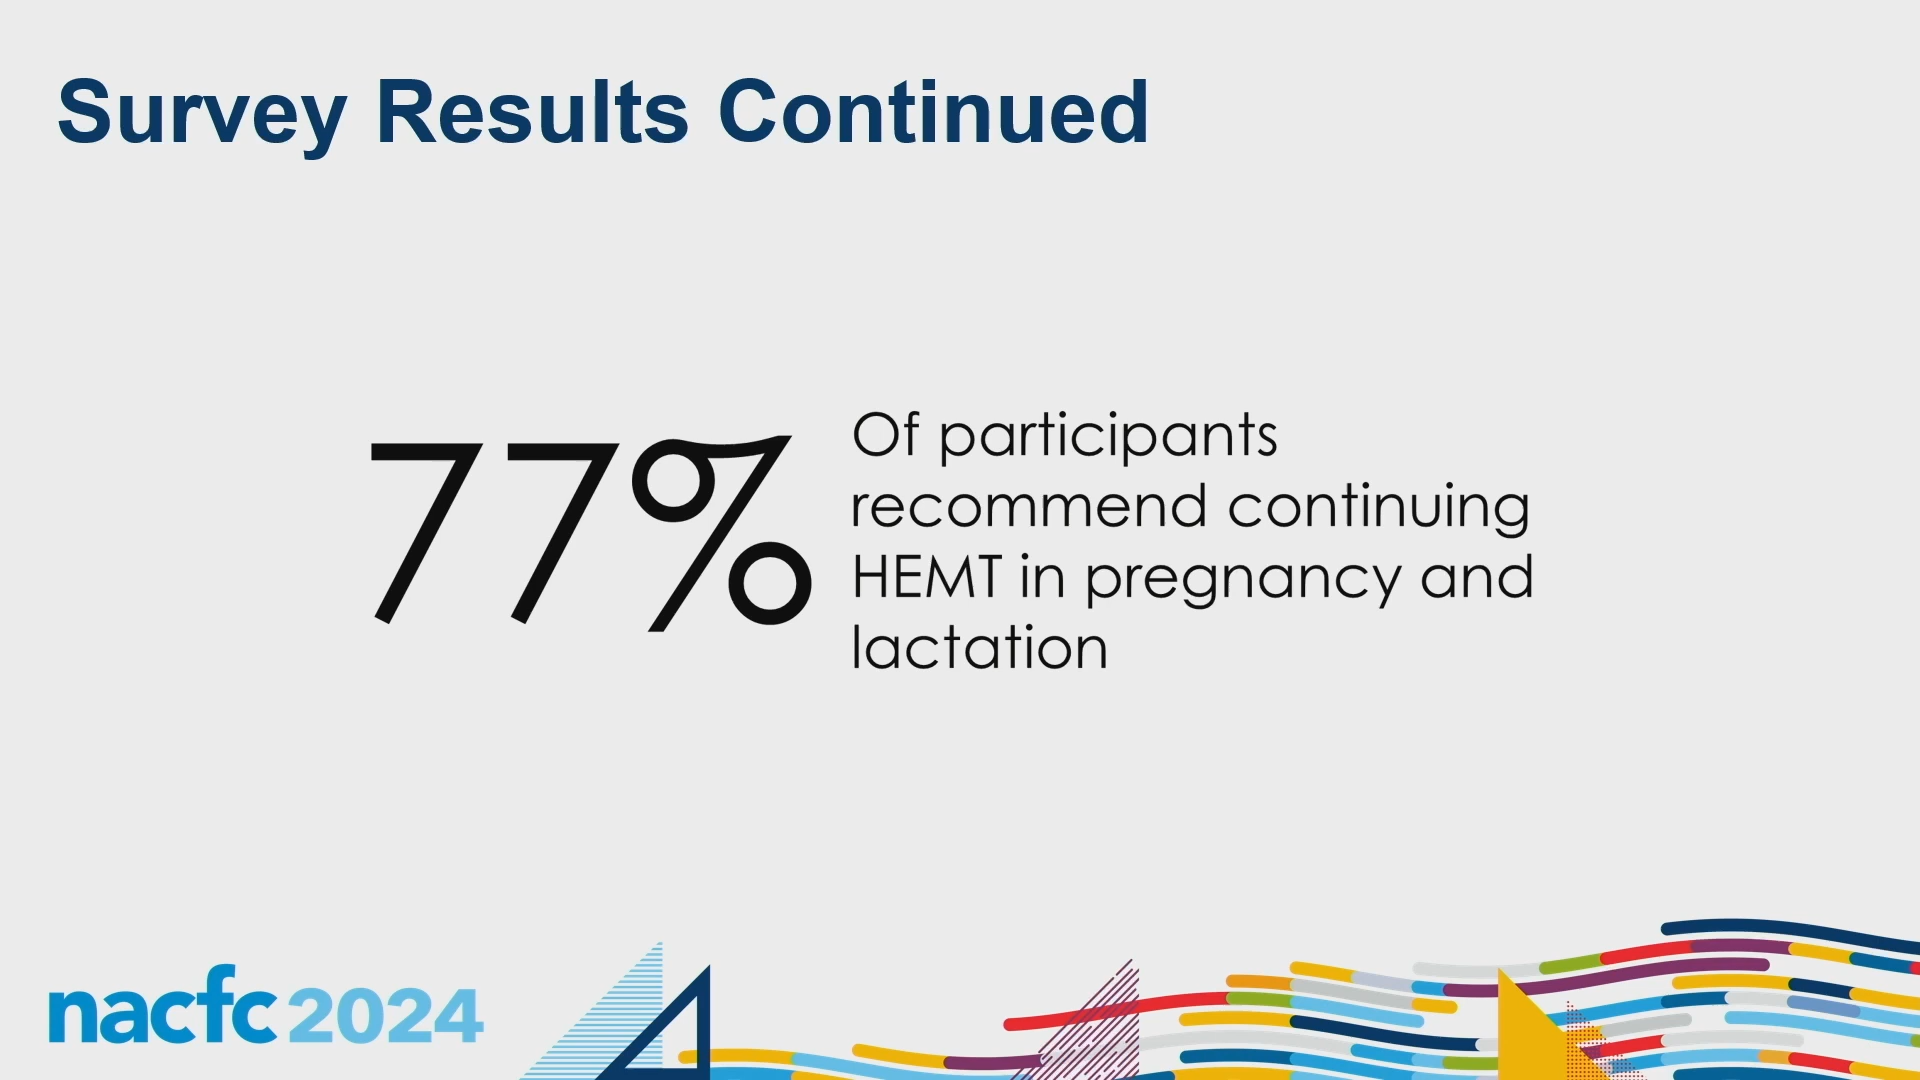 Survey Results Continued
77%
Of participants
recommend continuing
HEMT in pregnancy and
lactation
nacfc 2024